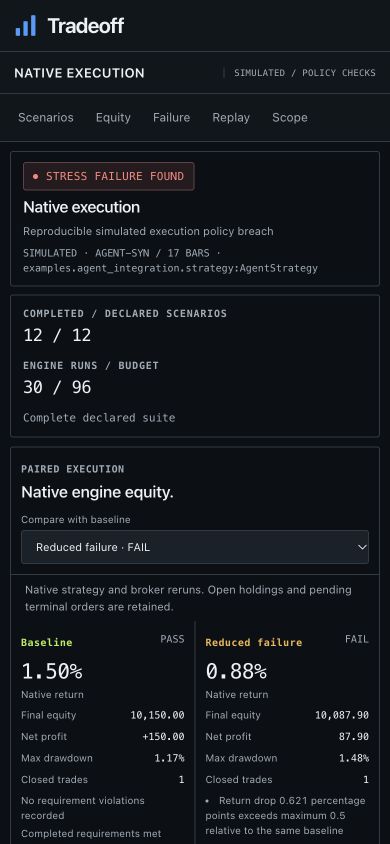 Tradeoff
NATIVE EXECUTION
SIMULATED / POLICY CHECKS
Scenarios Equity Failure Replay Scope
STRESS FAILURE FOUND
Native execution
Reproducible simulated execution policy breach
SIMULATED · AGENT-SYN / 17 BARS ·
examples.agent_integration.strategy:AgentStrategy
COMPLETED / DECLARED SCENARIOS
12 / 12
ENGINE RUNS / BUDGET
30 / 96
Complete declared suite
PAIRED EXECUTION
Native engine equity.
Compare with baseline
Reduced failure · FAIL
Native strategy and broker reruns. Open holdings and pending
terminal orders are retained.
Baseline PASS
1.50%
Native return
Final equity 10,150.00
Net profit +150.00
Max drawdown 1.17%
Closed trades 1
No requirement violations
recorded
Completed requirements met
Reduced failure FAIL
0.88%
Native return
Final equity 10,087.90
Net profit 87.90
Max drawdown 1.48%
Closed trades 1
• Return drop 0.621 percentage
points exceeds maximum 0.5
relative to the same baseline